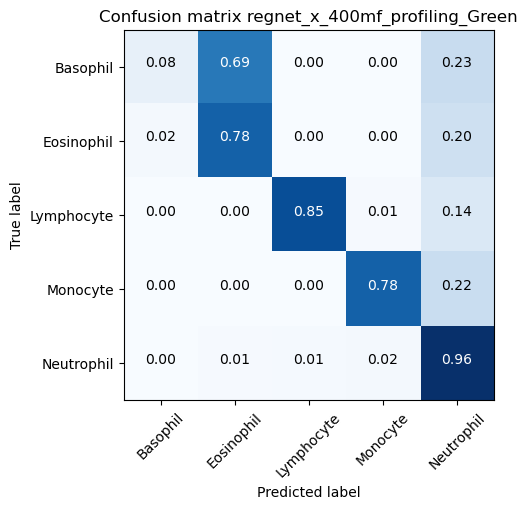 Confusion matrix regnet_x_400mf_profiling_Green
True label
Basophil 0.08 0.69 0.00 0.00 0.23
Eosinophil 0.02 0.78 0.00 0.00 0.20
Lymphocyte 0.00 0.00 0.85 0.01 0.14
Monocyte 0.00 0.00 0.00 0.78 0.22
Neutrophil 0.00 0.01 0.01 0.02 0.96
Basophil Eosinophil Lymphocyte Monocyte Neutrophil
Predicted label